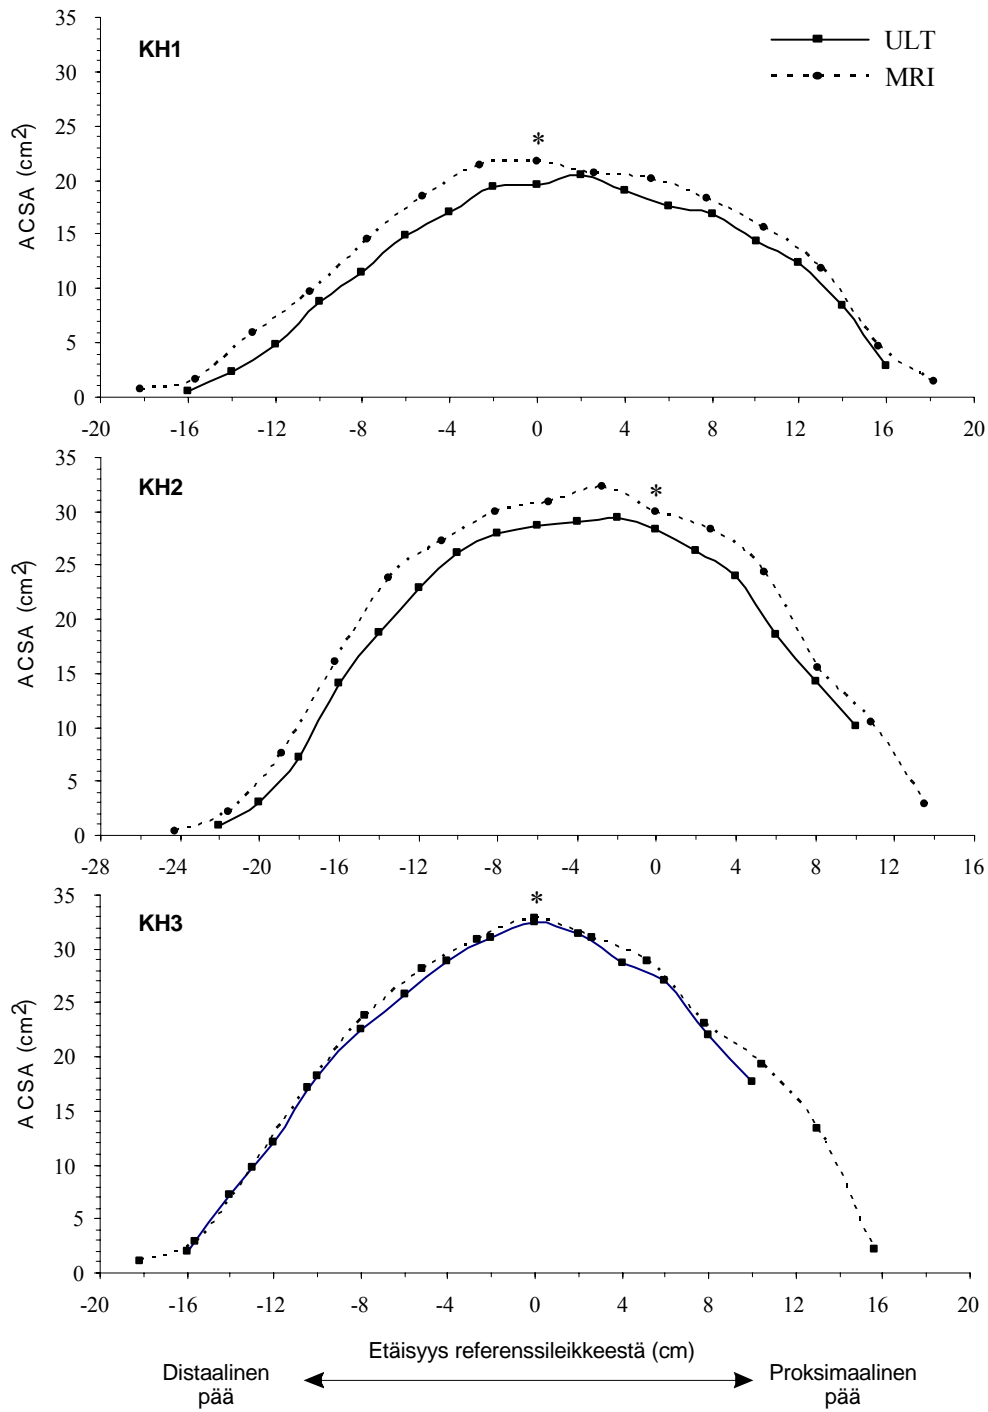 35
KH1
ULT
30
MRI
25
*
20
15
10
5
0
ACSA (cm²)
-20 -16 -12 -8 -4 0 4 8 12 16 20
35
KH2
*
30
25
20
15
10
5
0
ACSA (cm²)
-28 -24 -20 -16 -12 -8 -4 0 4 8 12 16
35
KH3
*
30
25
20
15
10
5
0
ACSA (cm²)
-20 -16 -12 -8 -4 0 4 8 12 16 20
Etäisyys referenssileikkeestä (cm)
Distaalinen
pää
Proksimaalinen
pää